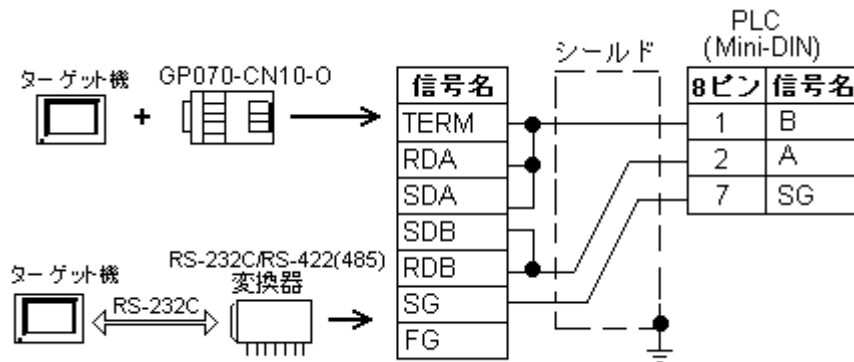 PLC
(Mini-DIN)
シールド
ターゲット機
+
GP070-CN10-O
信号名
TERM
RDA
SDA
SDB
RDB
SG
FG
8ピン 信号名
1 B
2 A
7 SG
ターゲット機
RS-232C
RS-232C/RS-422(485)
変換器